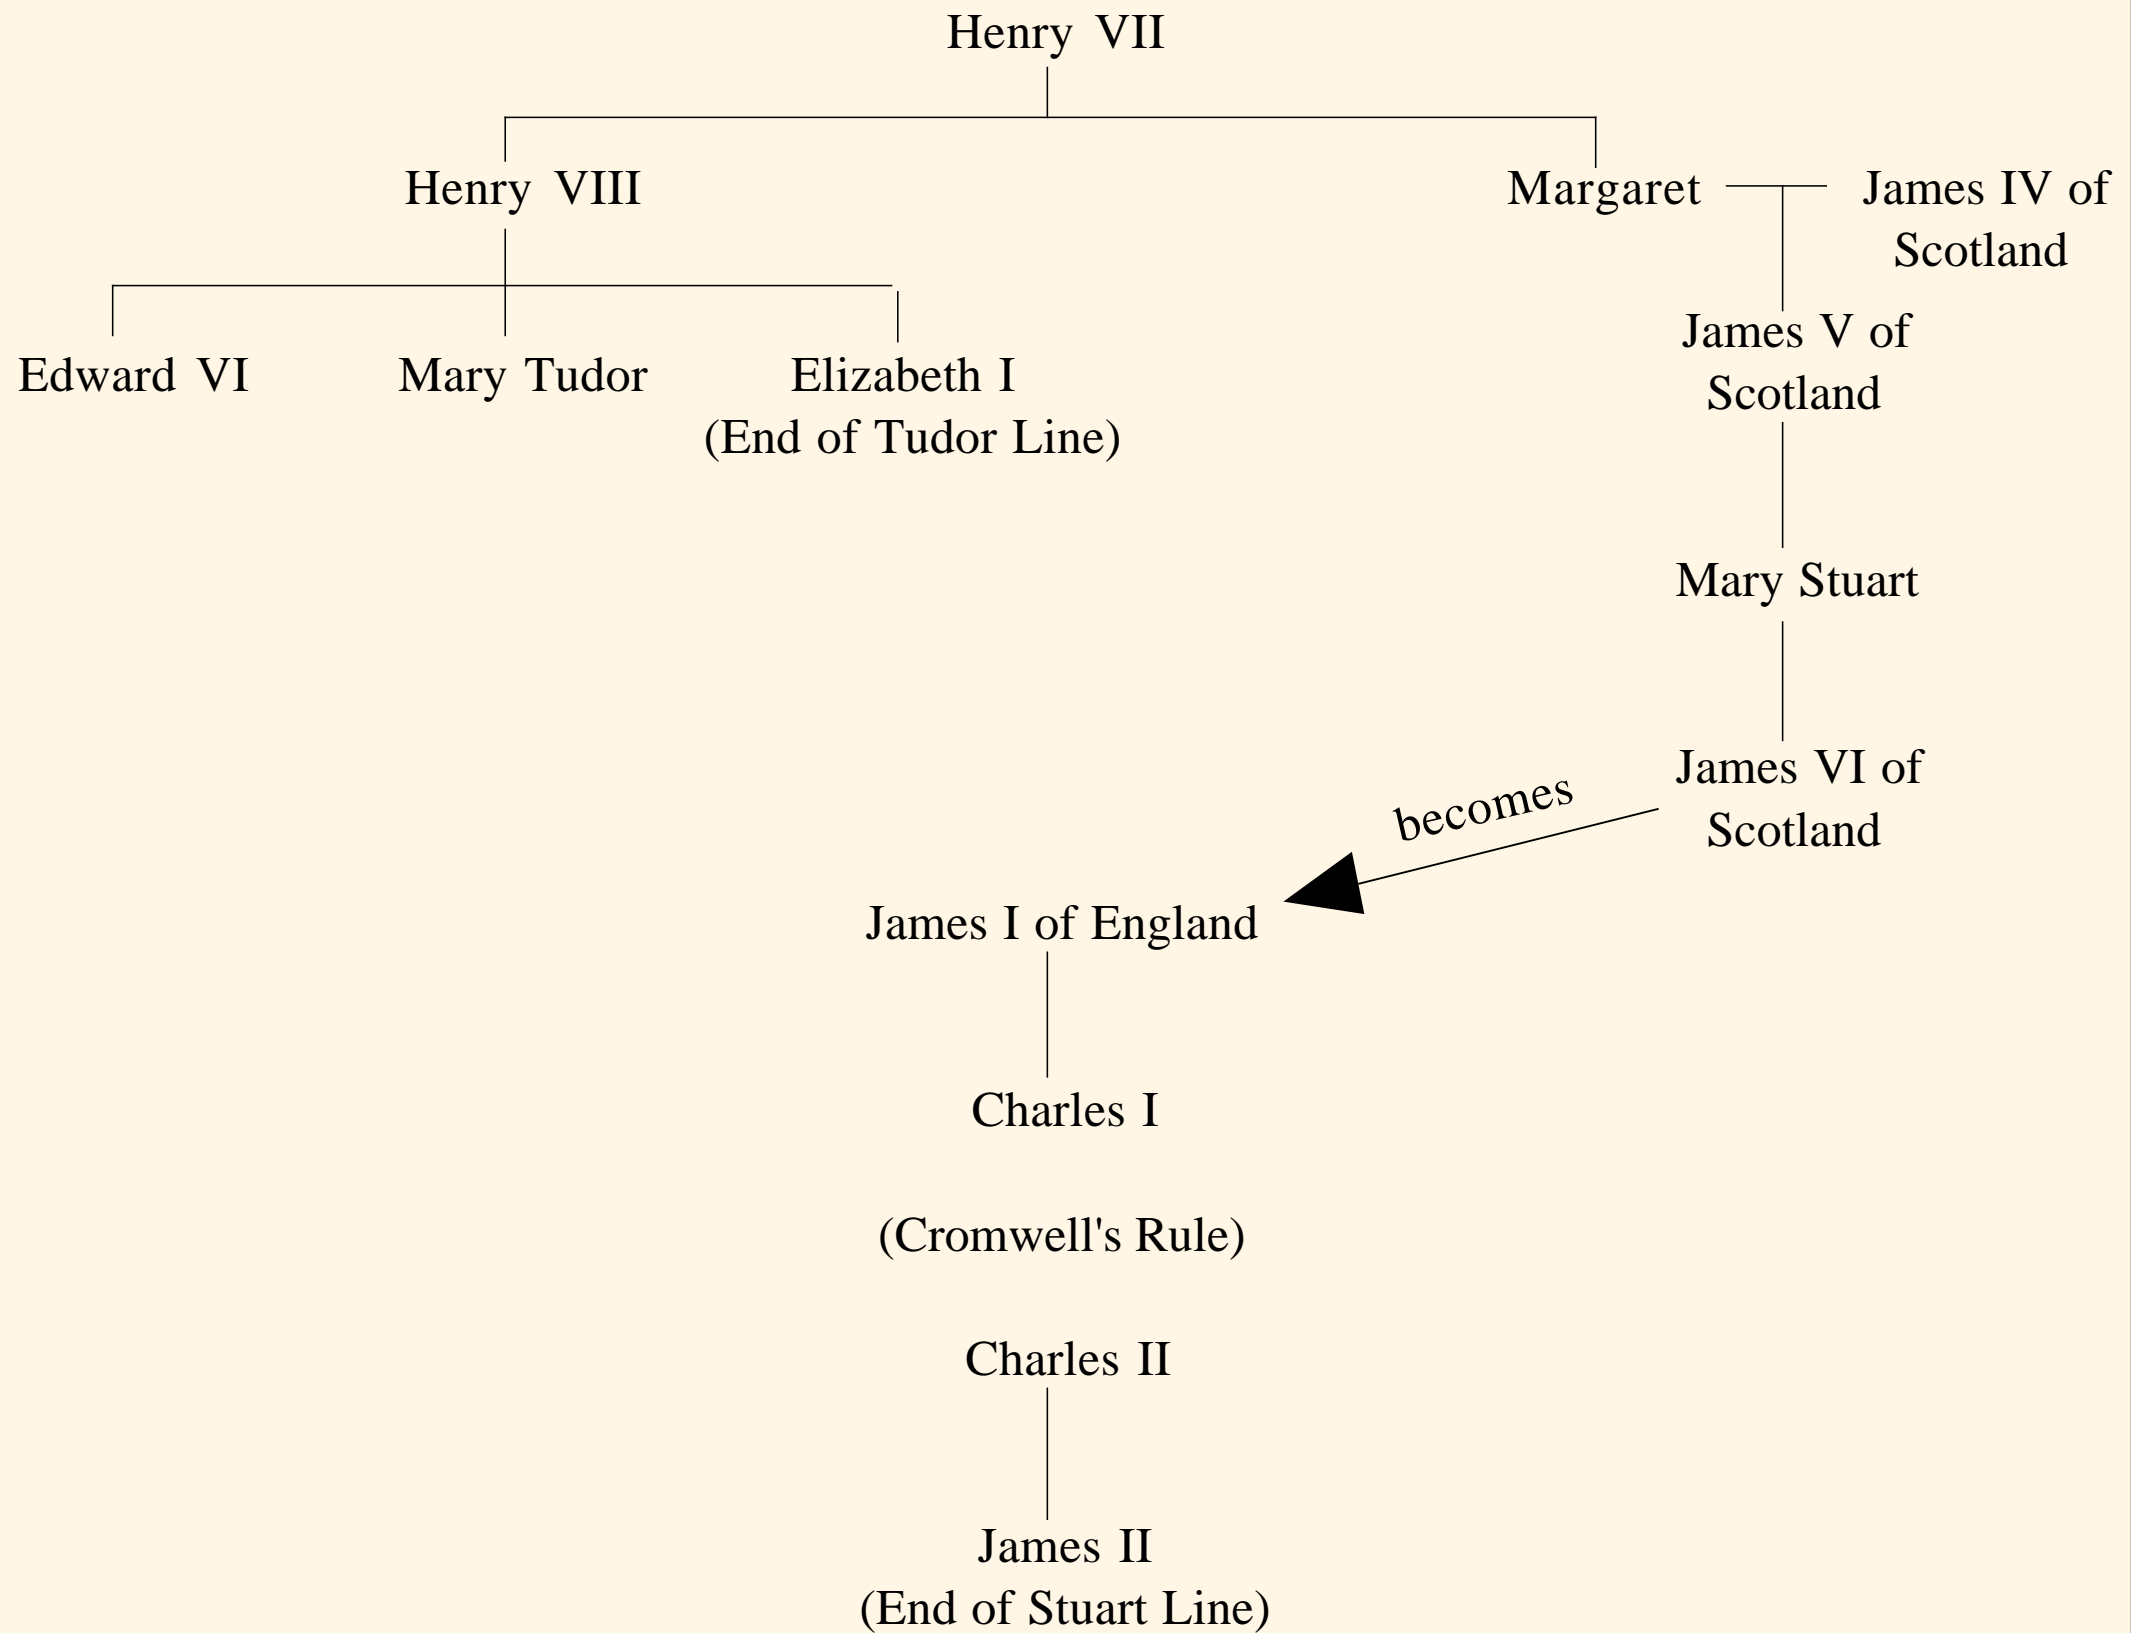 Henry VII
Henry VIII
Margaret
James IV of
Scotland
Edward VI
Mary Tudor
Elizabeth I
(End of Tudor Line)
James V of
Scotland
Mary Stuart
James VI of
Scotland
becomes
James I of England
Charles I
(Cromwell's Rule)
Charles II
James II
(End of Stuart Line)